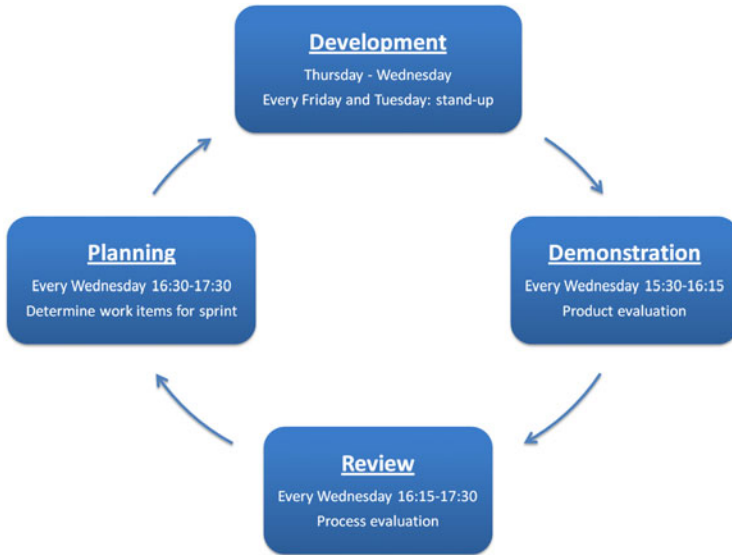 Development
Thursday - Wednesday
Every Friday and Tuesday: stand-up
Planning
Every Wednesday 16:30-17:30
Determine work items for sprint
Demonstration
Every Wednesday 15:30-16:15
Product evaluation
Review
Every Wednesday 16:15-17:30
Process evaluation